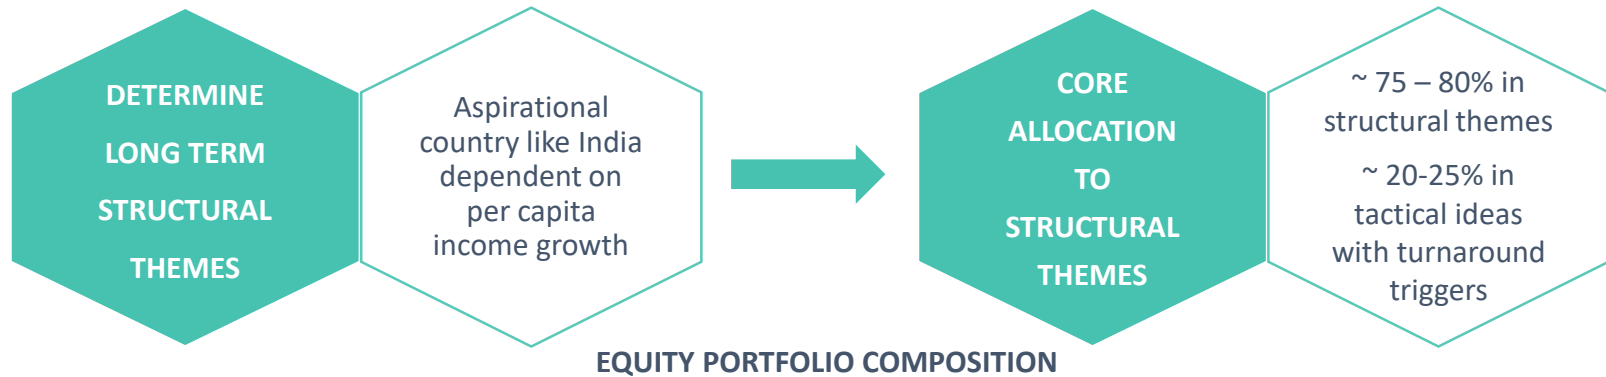 DETERMINE
LONG TERM
STRUCTURAL
THEMES
Aspirational
country like India
dependent on
per capita
income growth
CORE
ALLOCATION
TO
STRUCTURAL
THEMES
~ 75 – 80% in
structural themes
~ 20-25% in
tactical ideas
with turnaround
triggers
EQUITY PORTFOLIO COMPOSITION